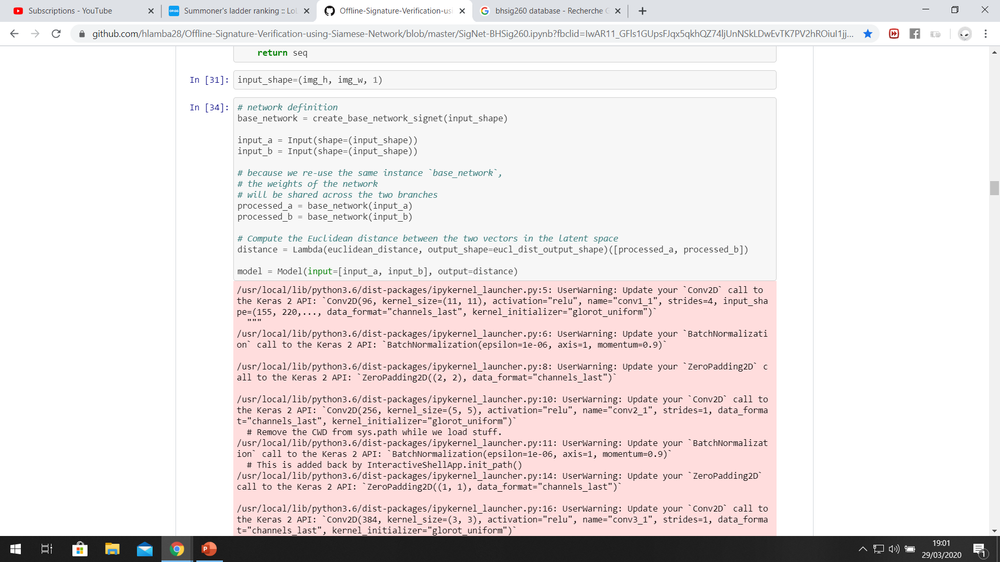 Subscriptions - YouTube
Summoner's ladder ranking :: Lo
OP.GG
Offline-Signature-Verification-usi
bhsig260 database - Recherche G
github.com/hlamba28/Offline-Signature-Verification-using-Siamese-Network/blob/master/SigNet-BHSig260.ipynb?fbclid=IwAR11_GFls1GUpsFJqx5qkhQZ74ljUnNSkLDwEvTK7PV2hROiuI1jj...
return seq
In [31]: input_shape=(img_h, img_w, 1)
In [34]: # network definition
base_network = create_base_network_signet(input_shape)
input_a = Input(shape=(input_shape))
input_b = Input(shape=(input_shape))
# because we re-use the same instance `base_network`,
# the weights of the network
# will be shared across the two branches
processed_a = base_network(input_a)
processed_b = base_network(input_b)
# Compute the Euclidean distance between the two vectors in the latent space
distance = Lambda(euclidean_distance, output_shape=eucl_dist_output_shape)([processed_a, processed_b])
model = Model(input=[input_a, input_b], output=distance)
/usr/local/lib/python3.6/dist-packages/ipykernel_launcher.py:5: UserWarning: Update your `Conv2D` call to
the Keras 2 API: `Conv2D(96, kernel_size=(11, 11), activation="relu", name="conv1_1", strides=4, input_sha
pe=(155, 220,..., data_format="channels_last", kernel_initializer="glorot_uniform")`
"""
/usr/local/lib/python3.6/dist-packages/ipykernel_launcher.py:6: UserWarning: Update your `BatchNormalizati
on` call to the Keras 2 API: `BatchNormalization(epsilon=1e-06, axis=1, momentum=0.9)`
/usr/local/lib/python3.6/dist-packages/ipykernel_launcher.py:8: UserWarning: Update your `ZeroPadding2D` c
all to the Keras 2 API: `ZeroPadding2D((2, 2), data_format="channels_last")`
/usr/local/lib/python3.6/dist-packages/ipykernel_launcher.py:10: UserWarning: Update your `Conv2D` call to
the Keras 2 API: `Conv2D(256, kernel_size=(5, 5), activation="relu", name="conv2_1", strides=1, data_forma
t="channels_last", kernel_initializer="glorot_uniform")`
# Remove the CWD from sys.path while we load stuff.
/usr/local/lib/python3.6/dist-packages/ipykernel_launcher.py:11: UserWarning: Update your `BatchNormalizat
ion` call to the Keras 2 API: `BatchNormalization(epsilon=1e-06, axis=1, momentum=0.9)`
# This is added back by InteractiveShellApp.init_path()
/usr/local/lib/python3.6/dist-packages/ipykernel_launcher.py:14: UserWarning: Update your `ZeroPadding2D`
call to the Keras 2 API: `ZeroPadding2D((1, 1), data_format="channels_last")`
/usr/local/lib/python3.6/dist-packages/ipykernel_launcher.py:16: UserWarning: Update your `Conv2D` call to
the Keras 2 API: `Conv2D(384, kernel_size=(3, 3), activation="relu", name="conv3_1", strides=1, data_forma
t="channels_last", kernel_initializer="glorot_uniform")`
19:01
29/03/2020
1